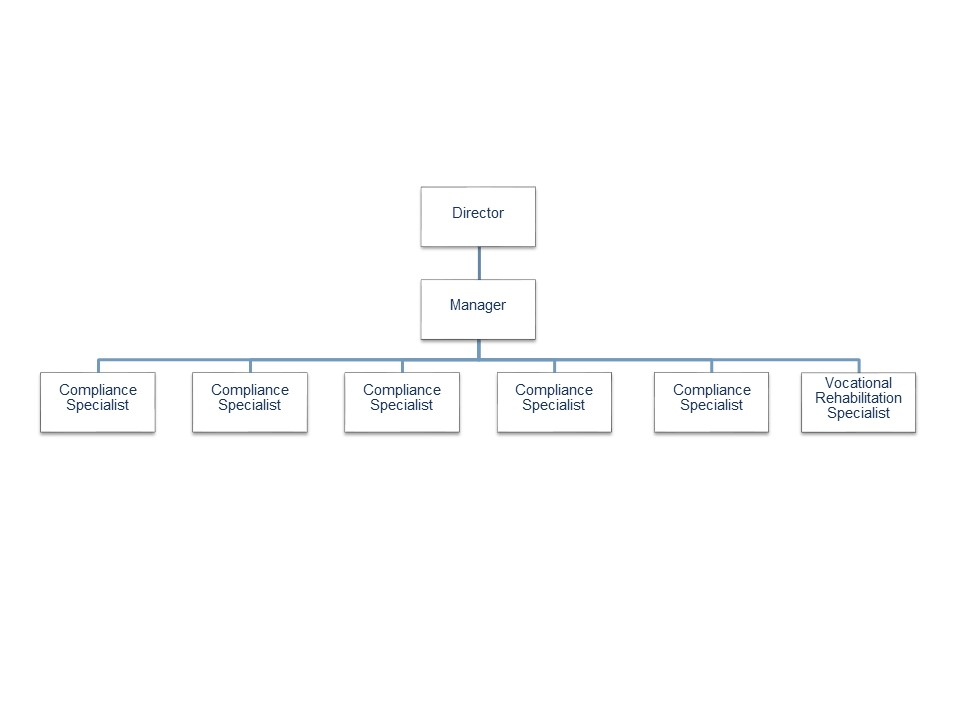 Director
Manager
Compliance
Specialist
Compliance
Specialist
Compliance
Specialist
Compliance
Specialist
Compliance
Specialist
Vocational
Rehabilitation
Specialist